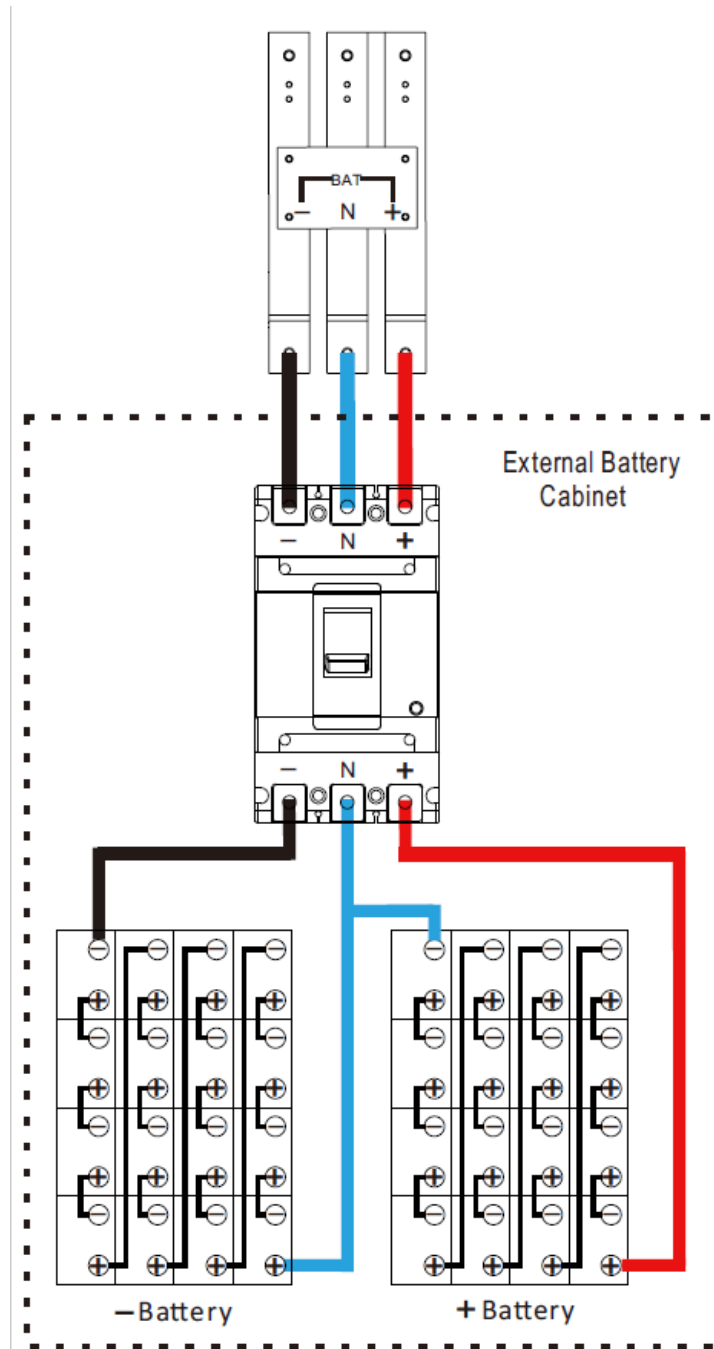 BAT
− N +
External Battery
Cabinet
− N +
− N +
− + − + − + − +
− + − + − + − +
− + − + − + − +
− + − + − + − +
− + − + − + − +
− + − + − + − +
− + − + − + − +
− + − + − + − +
−Battery
+Battery